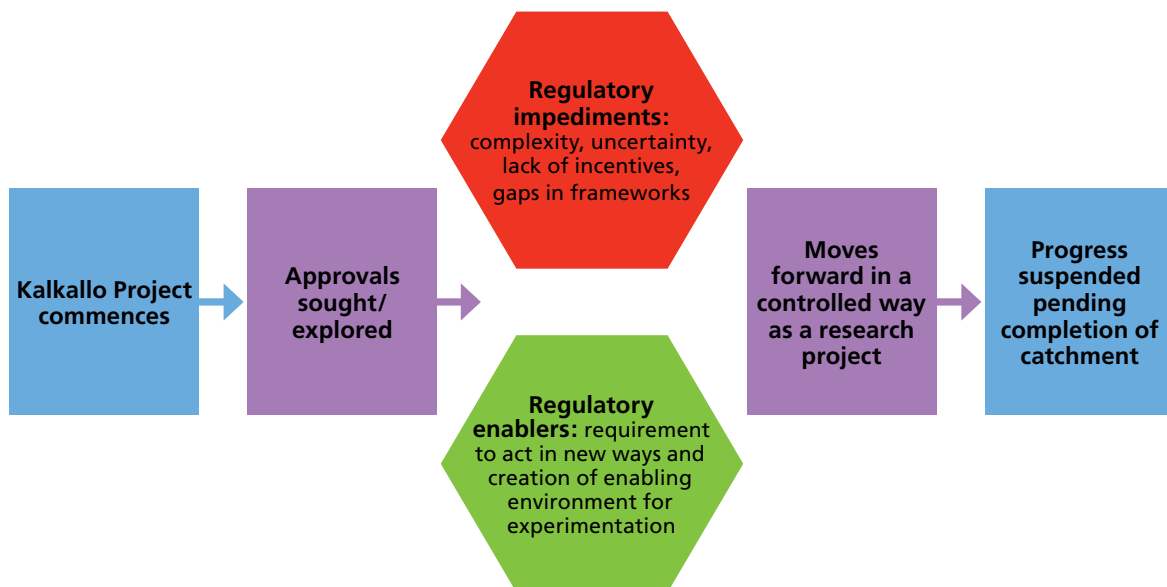 Kalkallo Project
commences
Approvals
sought/
explored
Regulatory
impediments:
complexity, uncertainty,
lack of incentives,
gaps in frameworks
Regulatory
enablers: requirement
to act in new ways and
creation of enabling
environment for
experimentation
Moves
forward in a
controlled way
as a research
project
Progress
suspended
pending
completion of
catchment